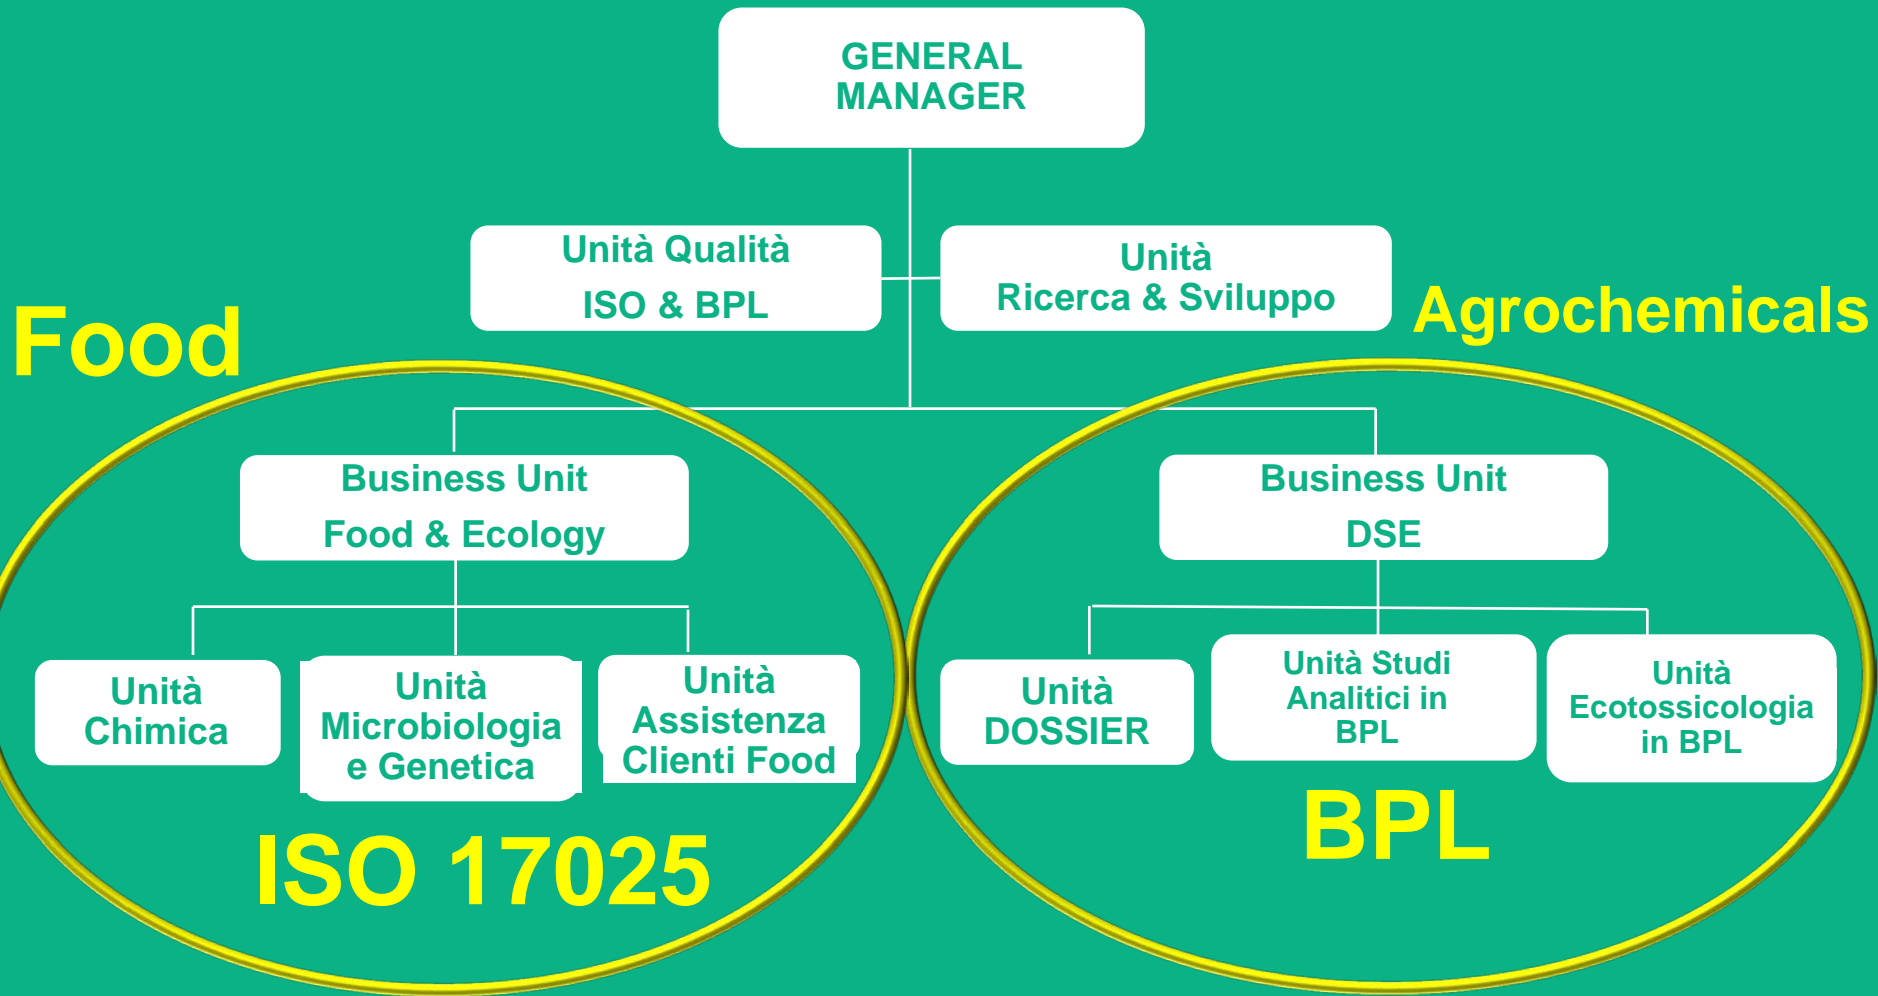 GENERAL
MANAGER
Unità Qualità
ISO & BPL
Unità
Ricerca & Sviluppo
Food
Agrochemicals
Business Unit
Food & Ecology
Business Unit
DSE
Unità
Chimica
Unità
Microbiologia
e Genetica
Unità
Assistenza
Clienti Food
Unità
DOSSIER
Unità Studi
Analitici in
BPL
Unità
Ecotossicologia
in BPL
ISO 17025
BPL